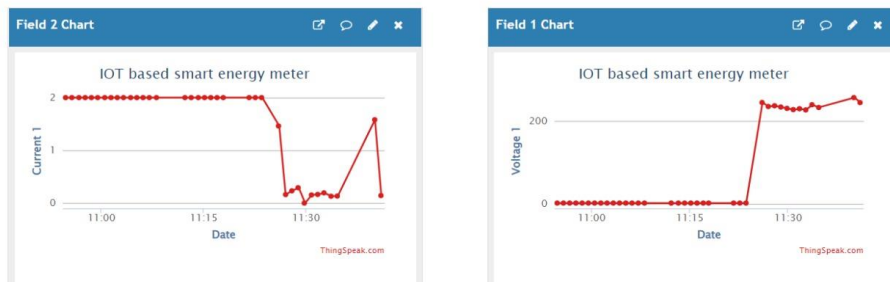 Field 2 Chart
IOT based smart energy meter
2
1
0
Current 1
11:00 11:15 11:30
Date
ThingSpeak.com
Field 1 Chart
IOT based smart energy meter
200
0
Voltage 1
11:00 11:15 11:30
Date
ThingSpeak.com